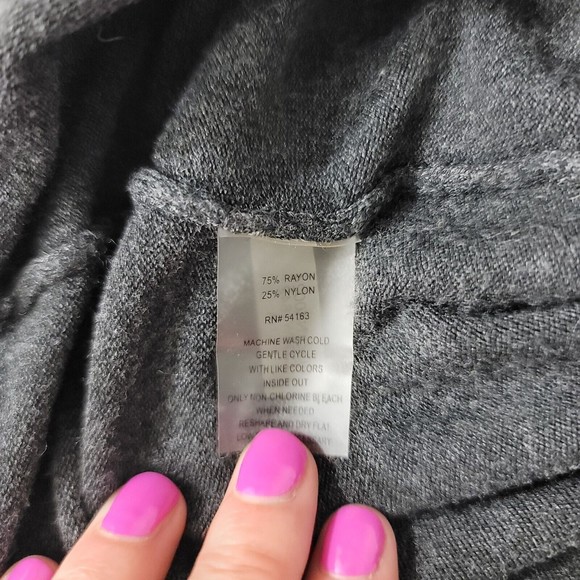 75% RAYON
25% NYLON
RN# 54163
MACHINE WASH COLD
GENTLE CYCLE
WITH LIKE COLORS
INSIDE OUT
ONLY NON-CHLORINE BLEACH
WHEN NEEDED
RESHAPE AND DRY FLAT